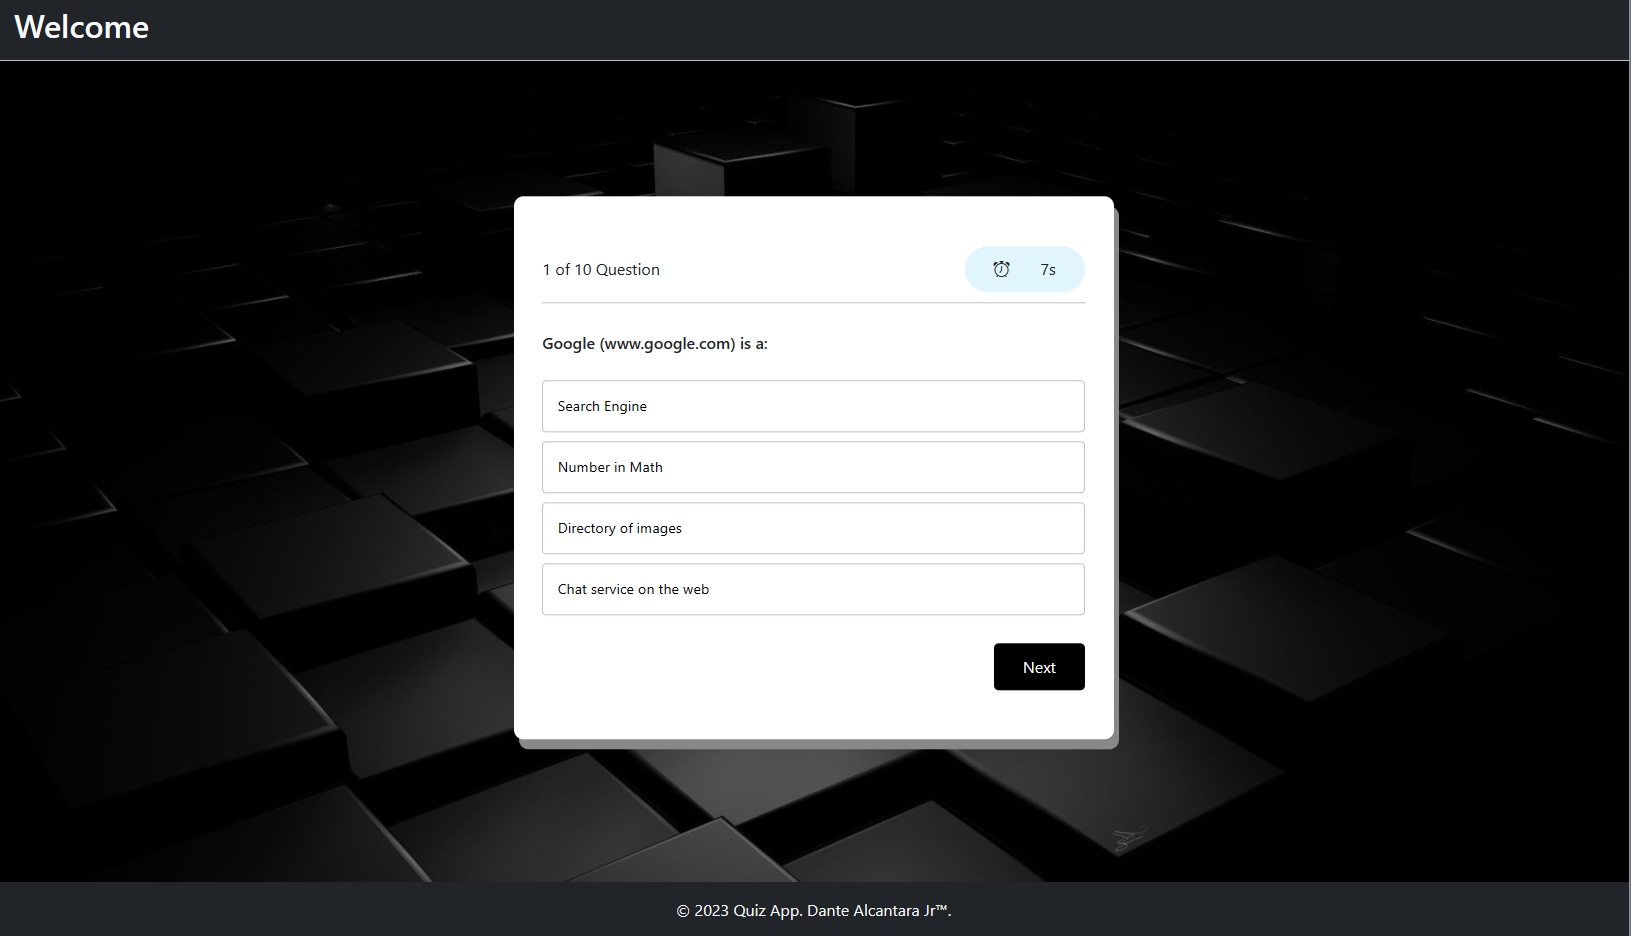 Welcome
1 of 10 Question
7s
Google (www.google.com) is a:
Search Engine
Number in Math
Directory of images
Chat service on the web
Next
© 2023 Quiz App. Dante Alcantara Jr™.